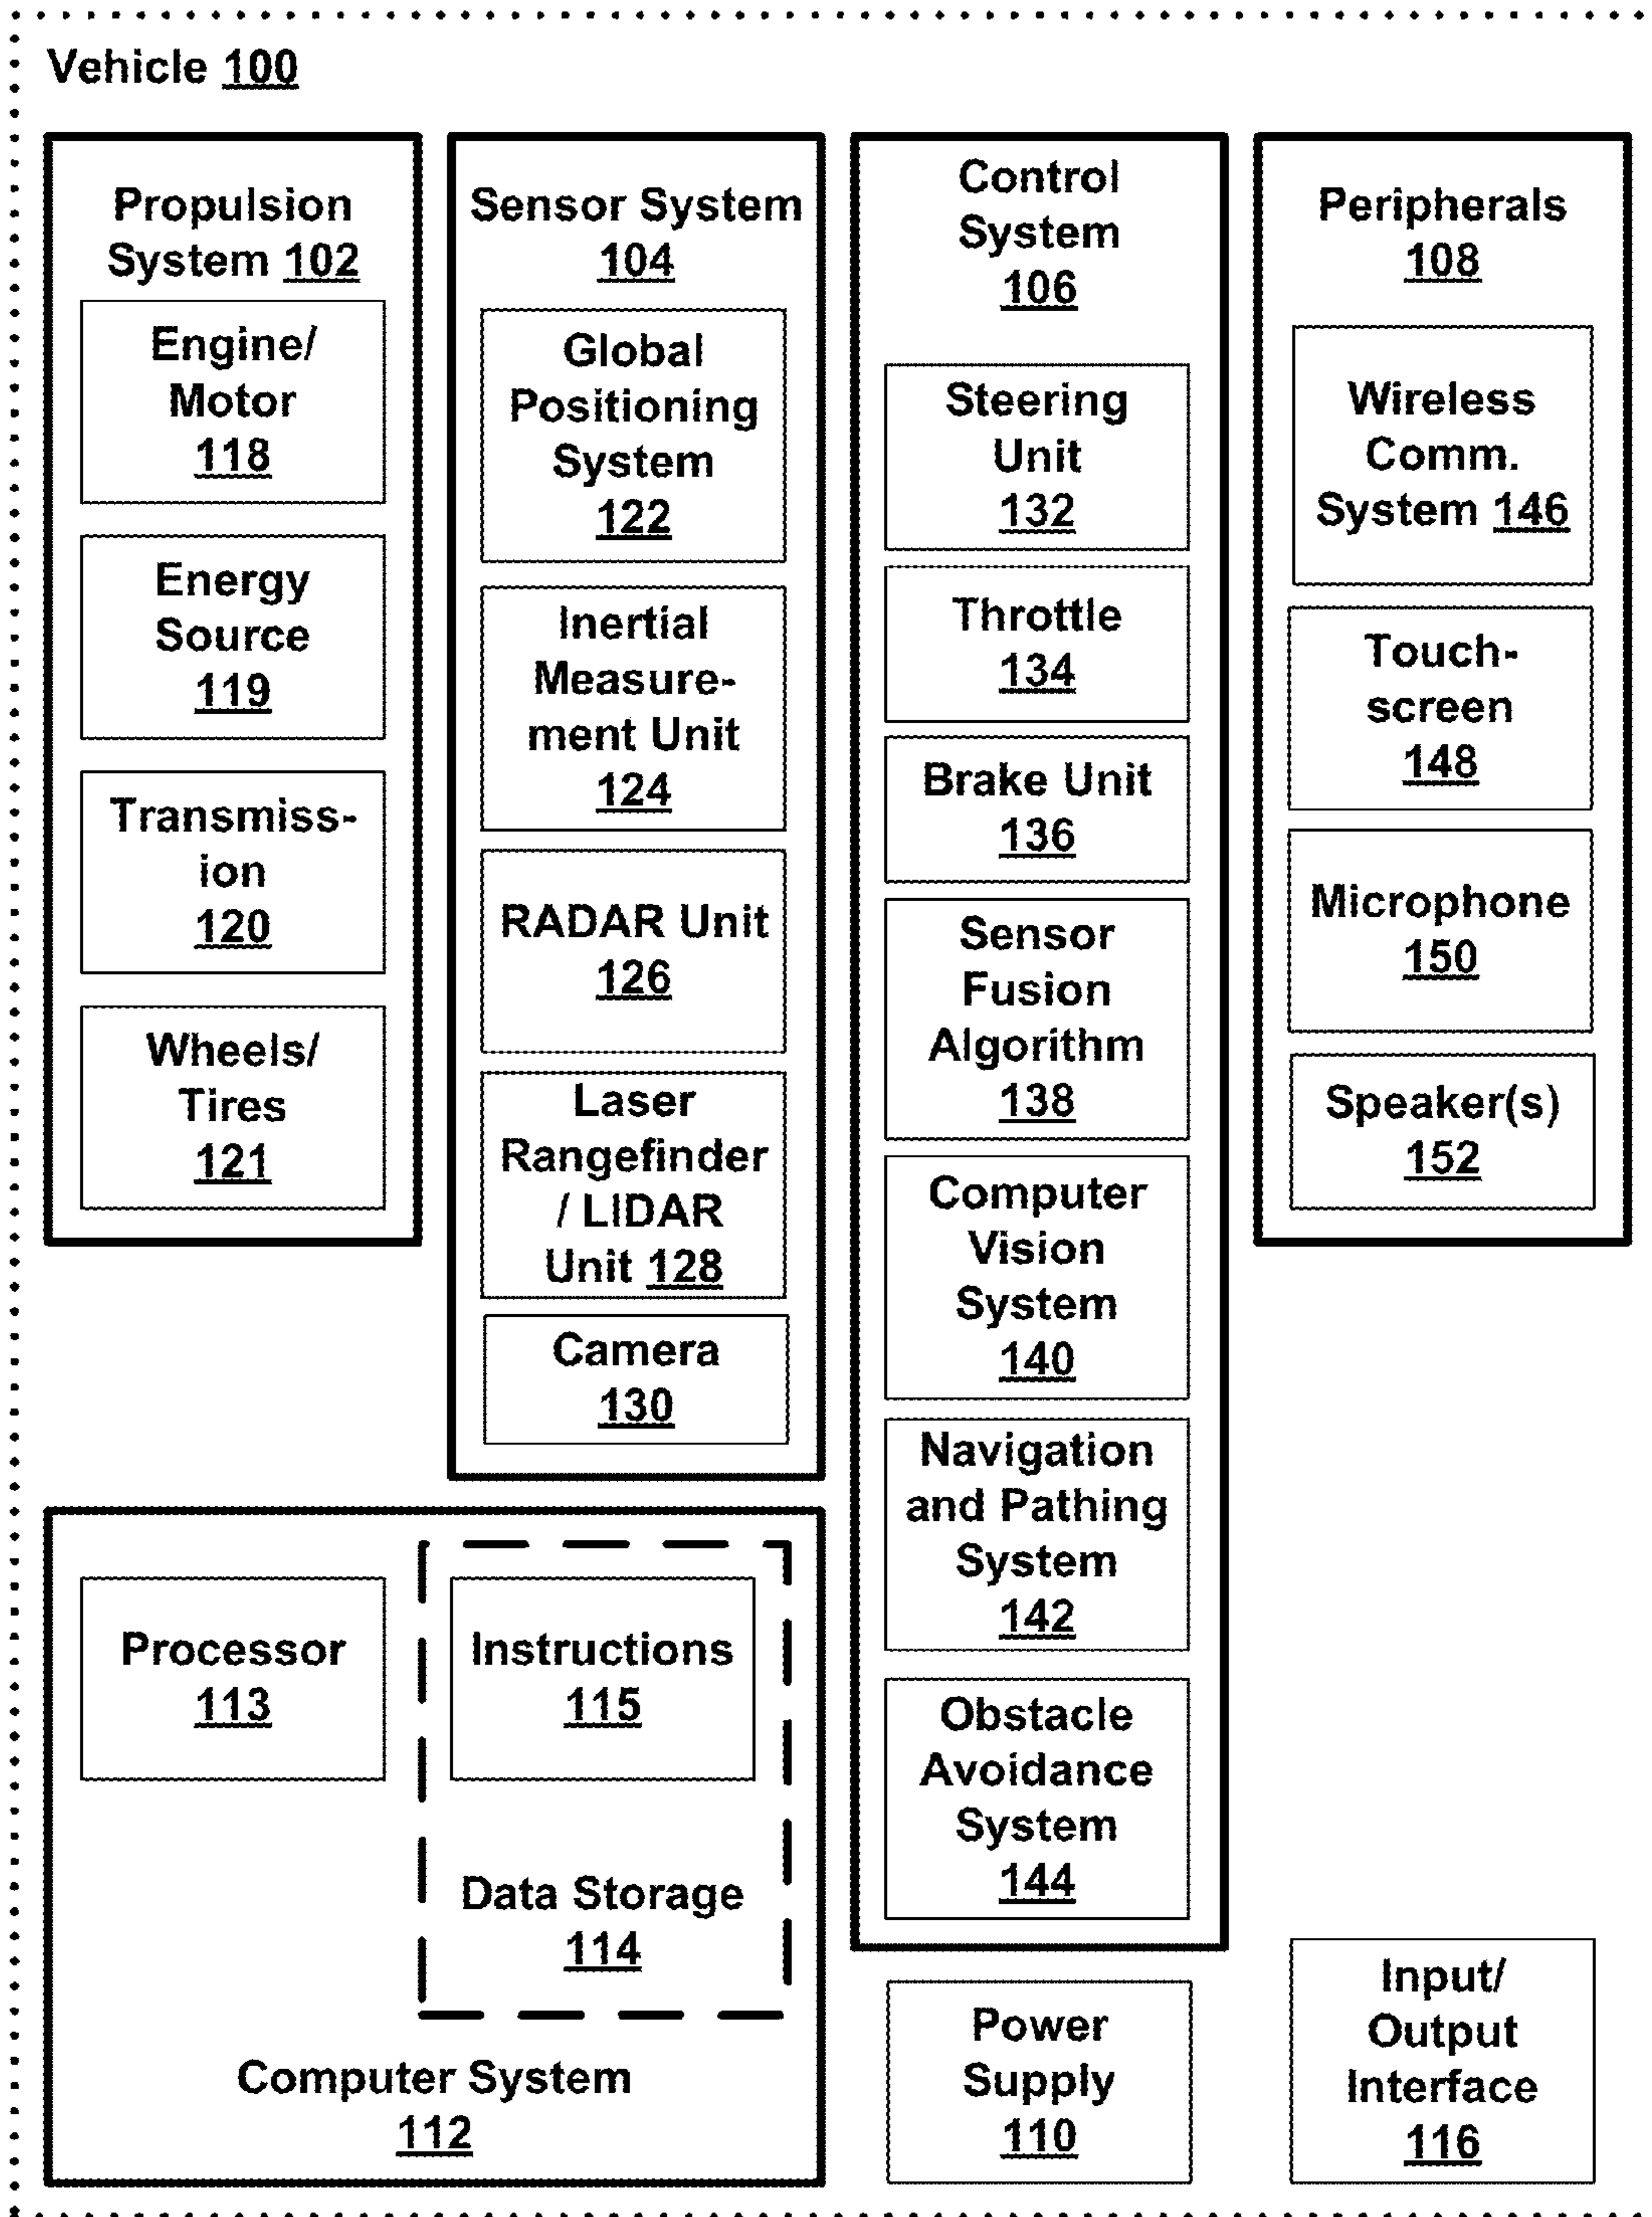 Vehicle 100
Propulsion
System 102
Engine/
Motor
118
Energy
Source
119
Transmiss-
ion
120
Wheels/
Tires
121
Sensor System
104
Global
Positioning
System
122
Inertial
Measure-
ment Unit
124
RADAR Unit
126
Laser
Rangefinder
/ LIDAR
Unit 128
Camera
130
Control
System
106
Steering
Unit
132
Throttle
134
Brake Unit
136
Sensor
Fusion
Algorithm
138
Computer
Vision
System
140
Navigation
and Pathing
System
142
Obstacle
Avoidance
System
144
Peripherals
108
Wireless
Comm.
System 146
Touch-
screen
148
Microphone
150
Speaker(s)
152
Processor
113
Instructions
115
Data Storage
114
Computer System
112
Power
Supply
110
Input/
Output
Interface
116